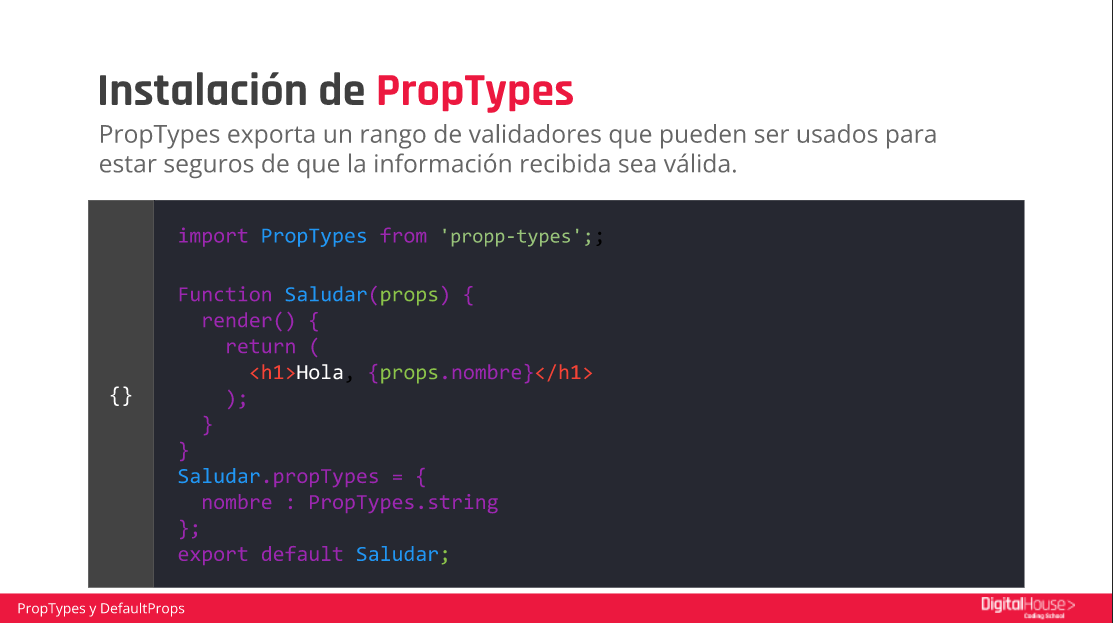 Instalación de PropTypes
PropTypes exporta un rango de validadores que pueden ser usados para
estar seguros de que la información recibida sea válida.
import PropTypes from 'propp-types';;
Function Saludar(props) {
render() {
return (
<h1>Hola, {props.nombre}</h1>
);
}
}
{}
Saludar.propTypes = {
nombre : PropTypes.string
};
export default Saludar;
PropTypes y DefaultProps
DigitalHouse>
Coding School